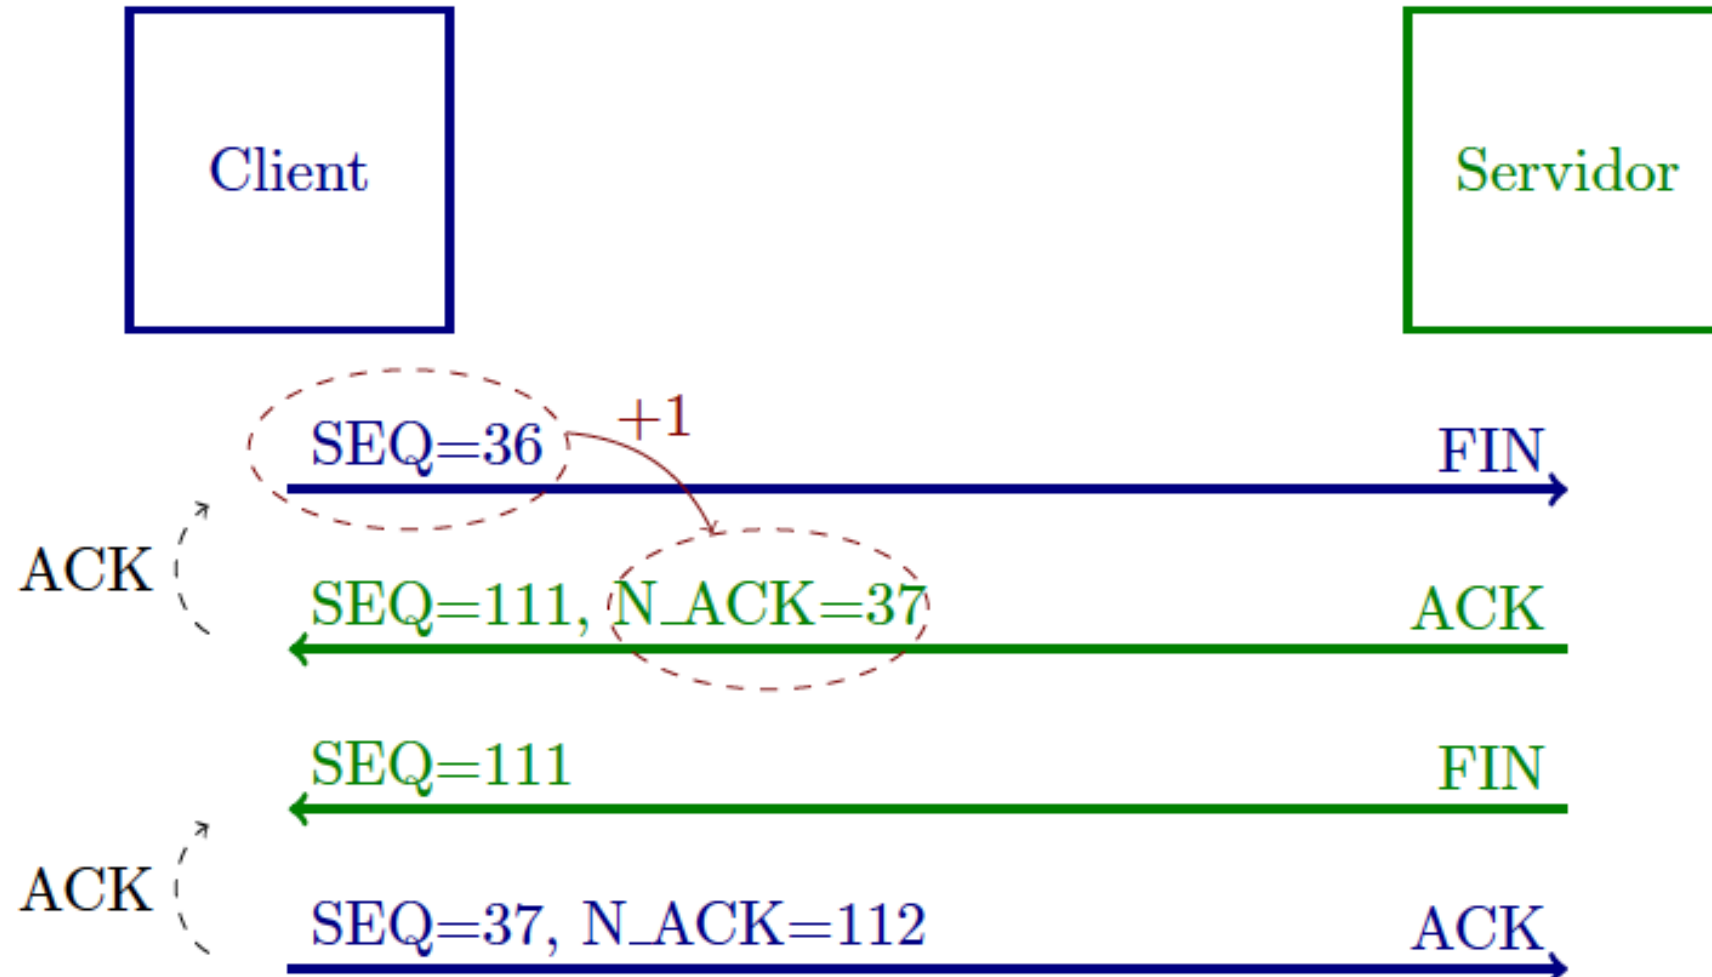 Client
Servidor
+1
SEQ=36
FIN
ACK
SEQ=111, N_ACK=37
ACK
SEQ=111
FIN
ACK
SEQ=37, N_ACK=112
ACK